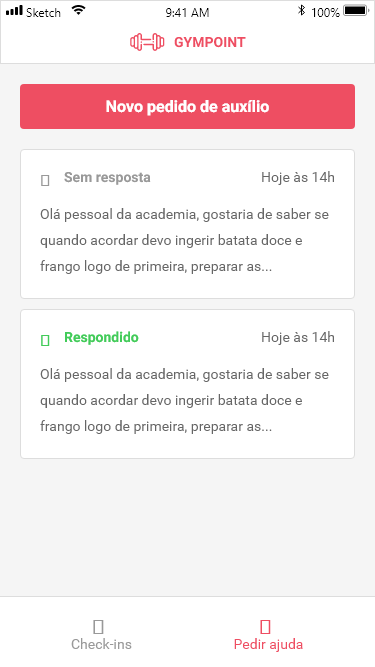 Sketch 9:41 AM 100%
GYMPOINT
Novo pedido de auxílio
Sem resposta Hoje às 14h
Olá pessoal da academia, gostaria de saber se
quando acordar devo ingerir batata doce e
frango logo de primeira, preparar as...
Respondido Hoje às 14h
Olá pessoal da academia, gostaria de saber se
quando acordar devo ingerir batata doce e
frango logo de primeira, preparar as...
Check-ins Pedir ajuda